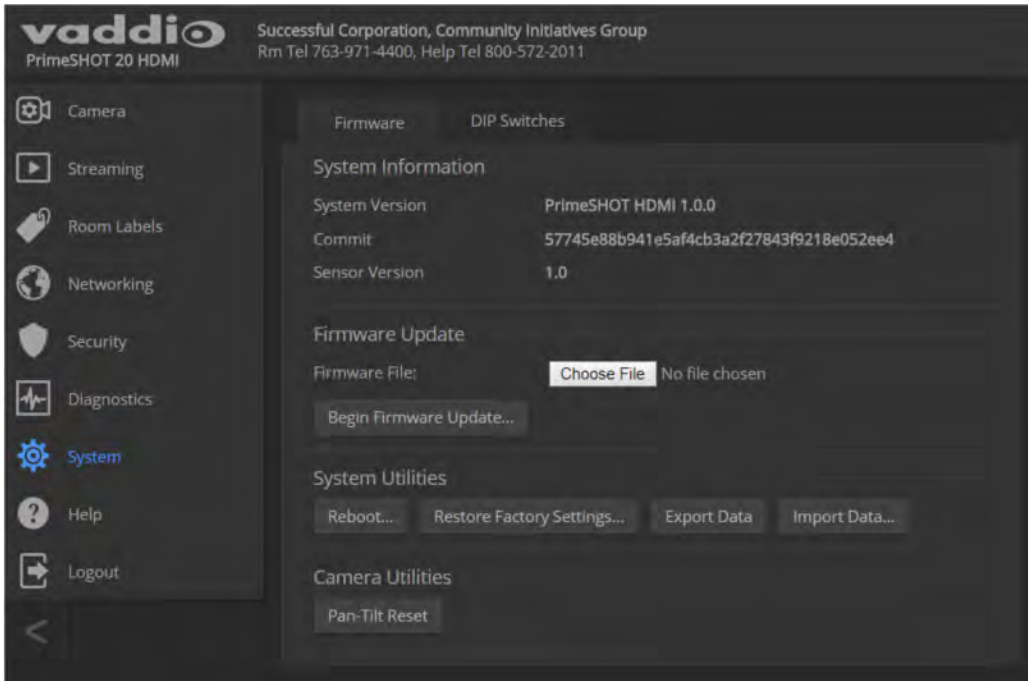 vaddio
PrimeSHOT 20 HDMI
Successful Corporation, Community Initiatives Group
Rm Tel 763-971-4400, Help Tel 800-572-2011
Camera
Streaming
Room Labels
Networking
Security
Diagnostics
System
Help
Logout
<
Firmware DIP Switches
System Information
System Version PrimeSHOT HDMI 1.0.0
Commit 57745e88b941e5af4cb3a2f27843f9218e052ee4
Sensor Version 1.0
Firmware Update
Firmware File: Choose File No file chosen
Begin Firmware Update...
System Utilities
Reboot... Restore Factory Settings... Export Data Import Data...
Camera Utilities
Pan-Tilt Reset